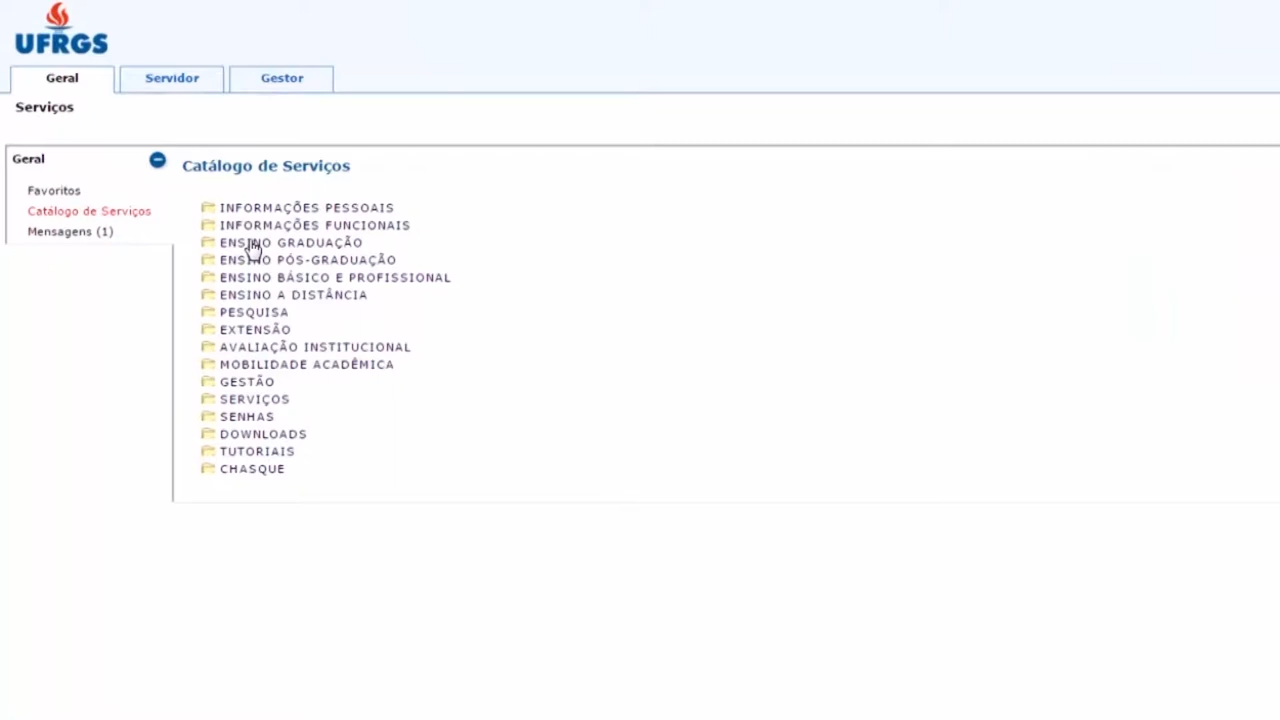 UFRGS
Geral Servidor Gestor
Serviços
Geral
Favoritos
Catálogo de Serviços
Mensagens (1)
Catálogo de Serviços
INFORMAÇÕES PESSOAIS
INFORMAÇÕES FUNCIONAIS
ENSINO GRADUAÇÃO
ENSINO PÓS-GRADUAÇÃO
ENSINO BÁSICO E PROFISSIONAL
ENSINO A DISTÂNCIA
PESQUISA
EXTENSÃO
AVALIAÇÃO INSTITUCIONAL
MOBILIDADE ACADÊMICA
GESTÃO
SERVIÇOS
SENHAS
DOWNLOADS
TUTORIAIS
CHASQUE